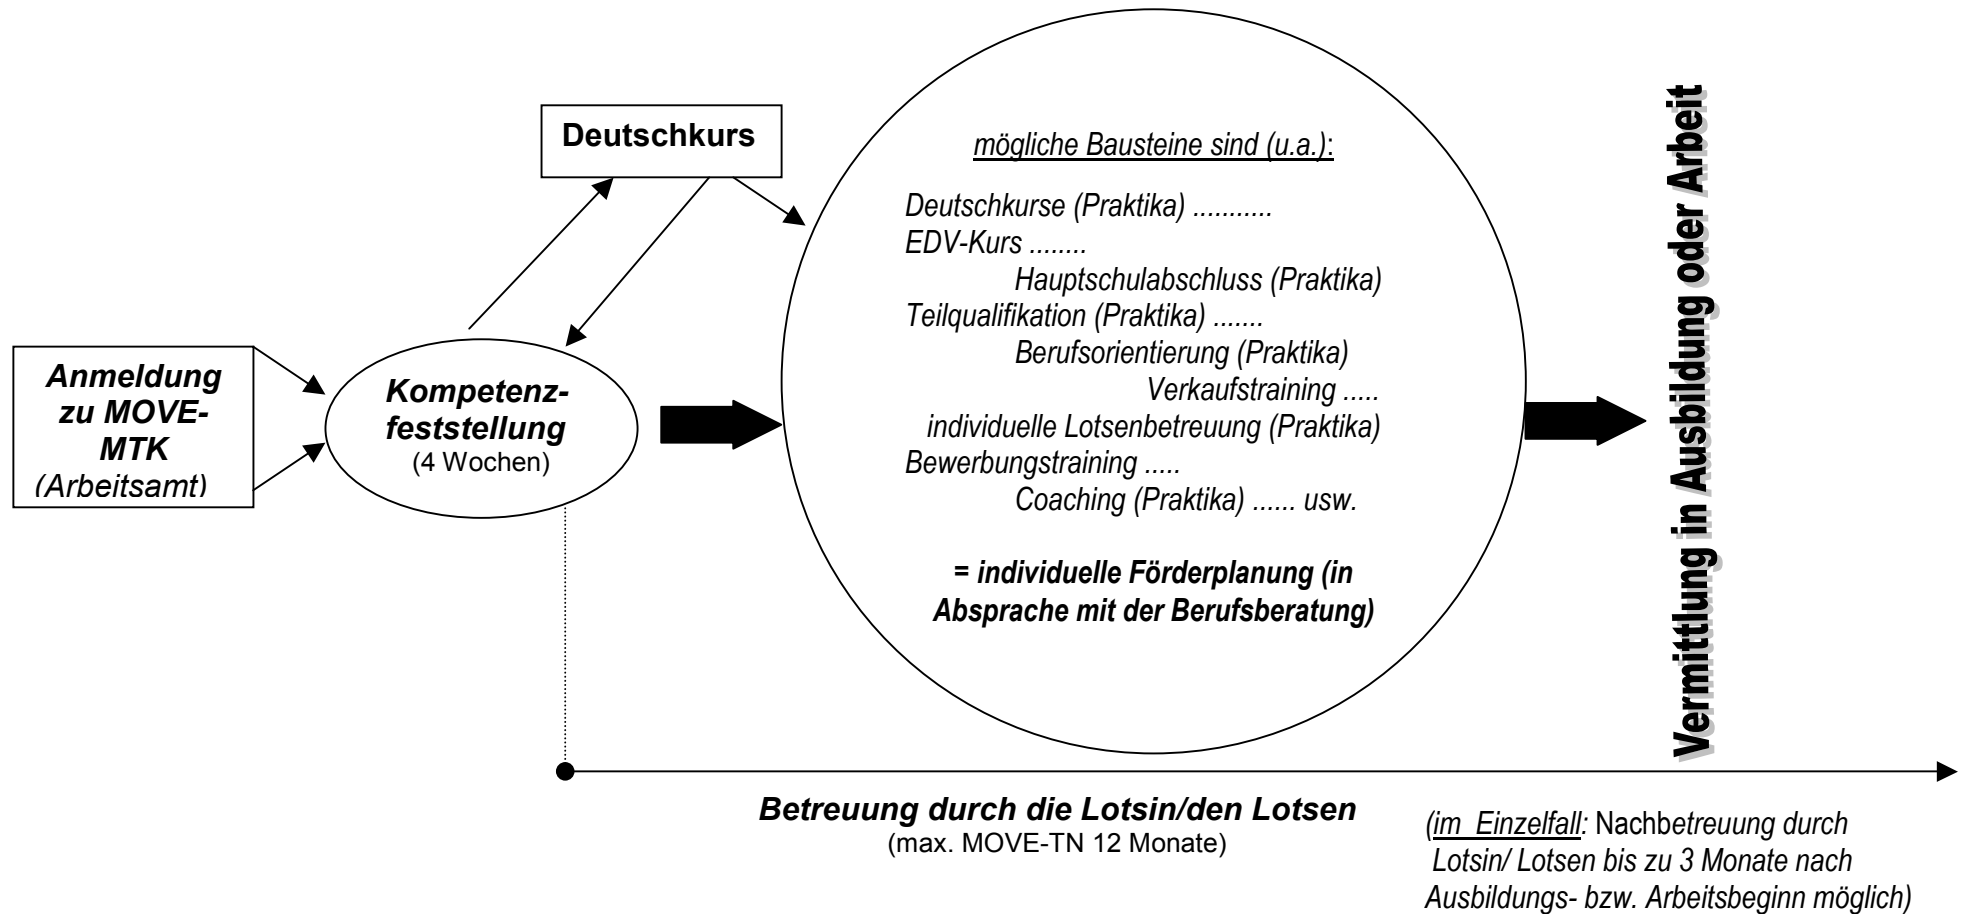 Deutschkurs
Anmeldung
zu MOVE-
MTK
(Arbeitsamt)
Kompetenz-
feststellung
(4 Wochen)
mögliche Bausteine sind (u.a.):
Deutschkurse (Praktika) ...........
EDV-Kurs ........
Hauptschulabschluss (Praktika)
Teilqualifikation (Praktika) .......
Berufsorientierung (Praktika)
Verkaufstraining .....
individuelle Lotsenbetreuung (Praktika)
Bewerbungstraining .....
Coaching (Praktika) ...... usw.
= individuelle Förderplanung (in
Absprache mit der Berufsberatung)
Vermittlung in Ausbildung oder Arbeit
Betreuung durch die Lotsin/den Lotsen
(max. MOVE-TN 12 Monate)
(im Einzelfall: Nachbetreuung durch
Lotsin/ Lotsen bis zu 3 Monate nach
Ausbildungs- bzw. Arbeitsbeginn möglich)